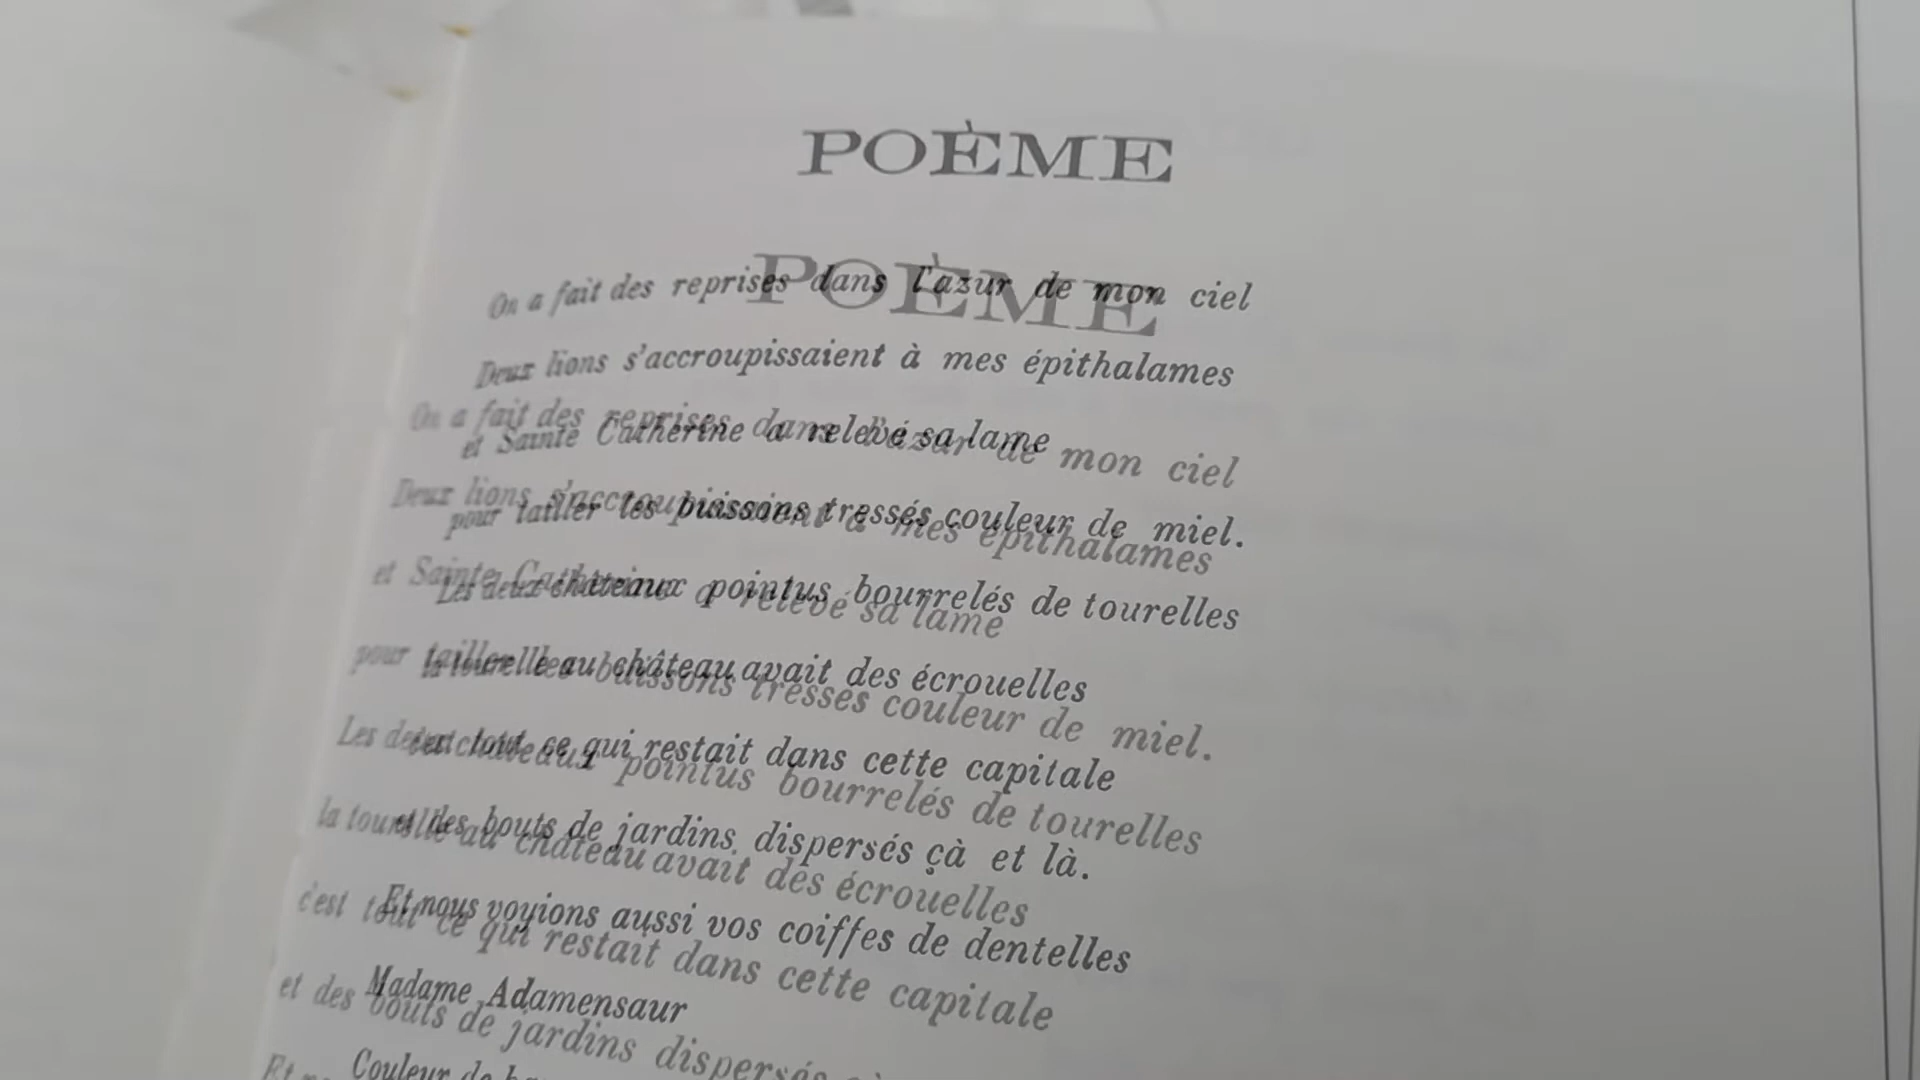 POÈME
On a fait des reprises dans l'azur de mon ciel
Deux lions s'accroupissaient à mes épithalames
et Sainte Catherine a relevé sa lame
pour tailler les buissons tressés couleur de miel.
Les deux châteaux pointus bourrelés de tourelles
la tourelle au château avait des écrouelles
c'est tout ce qui restait dans cette capitale
et des bouts de jardins dispersés çà et là.
Et nous voyions aussi vos coiffes de dentelles
Madame Adamensaur
Couleur de